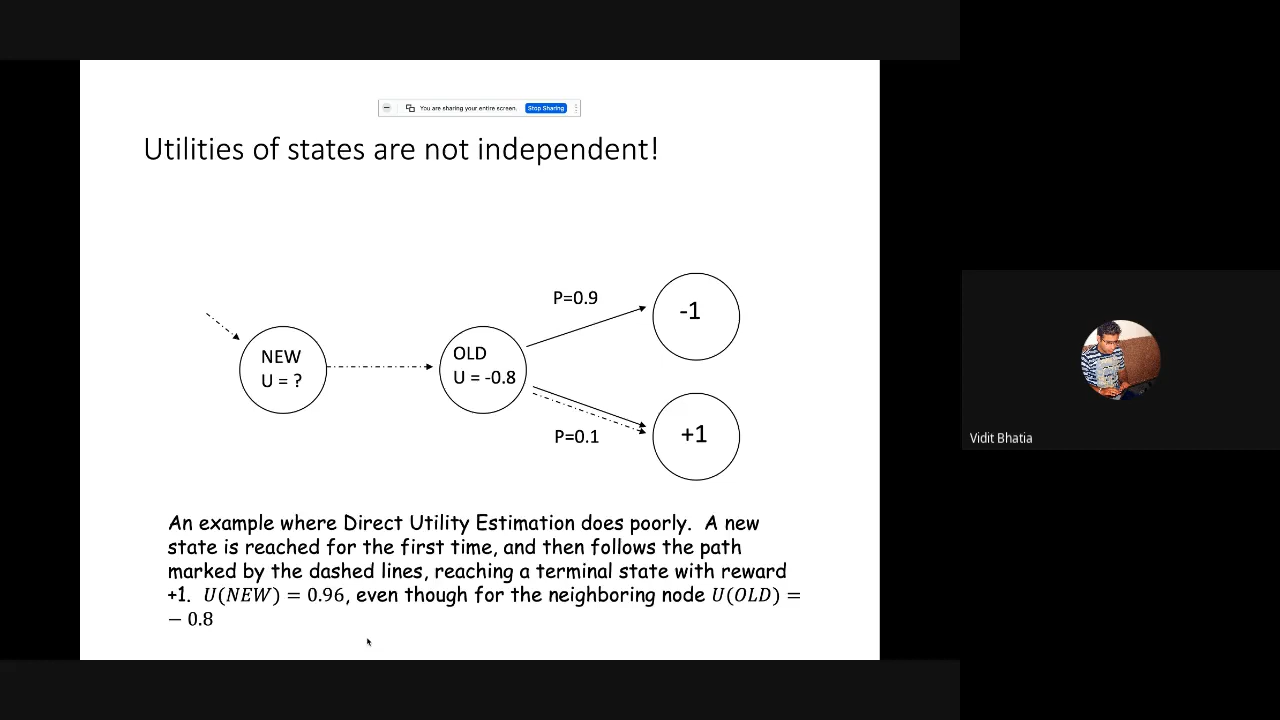 You are sharing your entire screen. Stop Sharing
Utilities of states are not independent!
P=0.9
-1
NEW
U = ?
OLD
U = -0.8
P=0.1
+1
An example where Direct Utility Estimation does poorly. A new
state is reached for the first time, and then follows the path
marked by the dashed lines, reaching a terminal state with reward
+1. U(NEW) = 0.96, even though for the neighboring node U(OLD) =
− 0.8
Vidit Bhatia